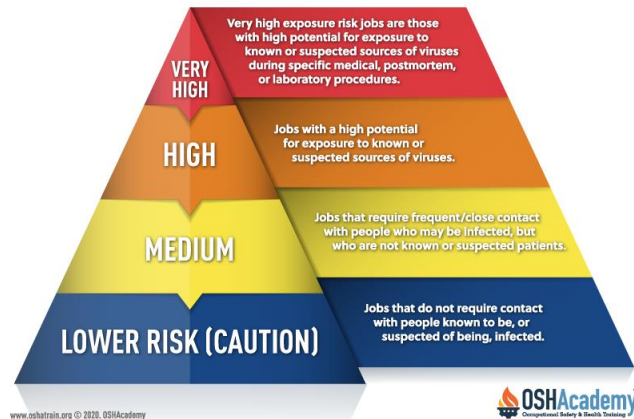 Very high exposure risk jobs are those
with high potential for exposure to
known or suspected sources of viruses
during specific medical, postmortem,
or laboratory procedures.
VERY
HIGH
Jobs with a high potential
for exposure to known or
suspected sources of viruses.
HIGH
Jobs that require frequent/close contact
with people who may be infected, but
who are not known or suspected patients.
MEDIUM
Jobs that do not require contact
with people known to be, or
suspected of being, infected.
LOWER RISK (CAUTION)
www.oshatrain.org © 2020, OSHAcademy
OSHAcademy
Occupational Safety & Health Training